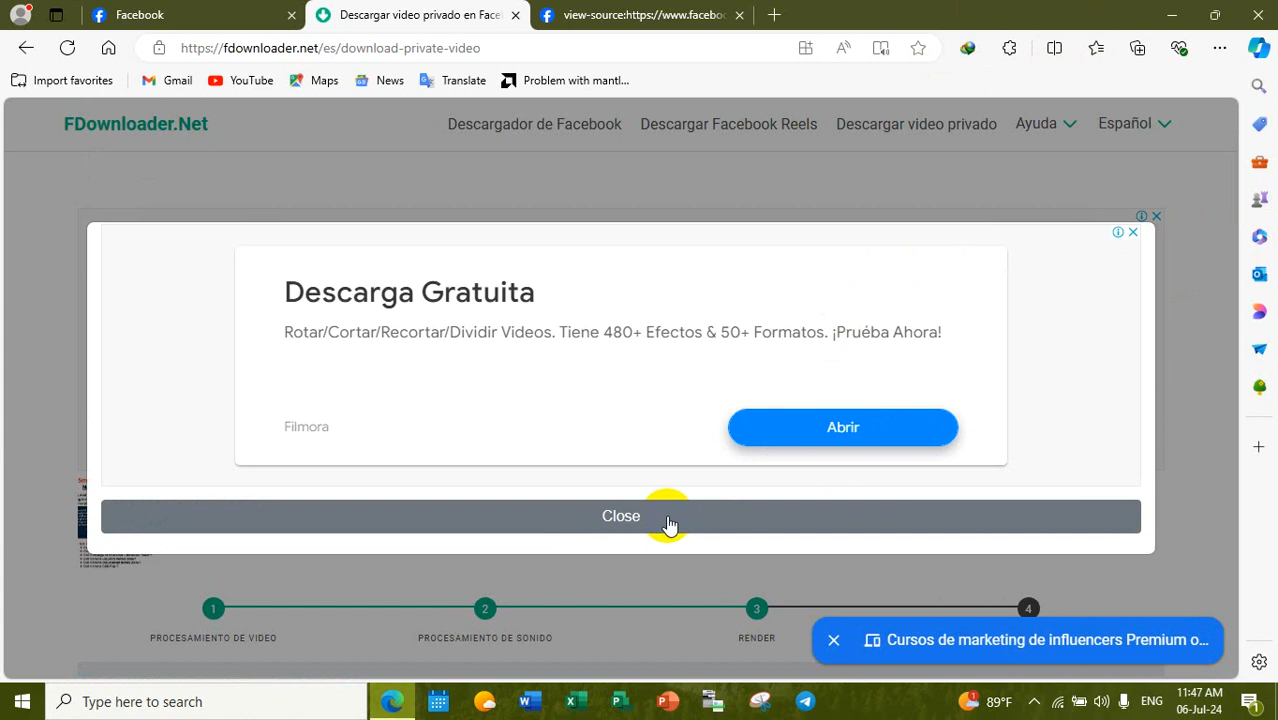 Facebook
Descargar video privado en Face
view-source:https://www.facebo
https://fdownloader.net/es/download-private-video
Import favorites
Gmail
YouTube
Maps
News
Translate
Problem with mantl...
FDownloader.Net
Descargador de Facebook
Descargar Facebook Reels
Descargar video privado
Ayuda
Español
Descarga Gratuita
Rotar/Cortar/Recortar/Dividir Videos. Tiene 480+ Efectos & 50+ Formatos. ¡Pruéba Ahora!
Filmora
Abrir
Close
1
2
3
4
PROCESAMIENTO DE VIDEO
PROCESAMIENTO DE SONIDO
RENDER
Cursos de marketing de influencers Premium o...
Type here to search
89°F
ENG
11:47 AM
06-Jul-24